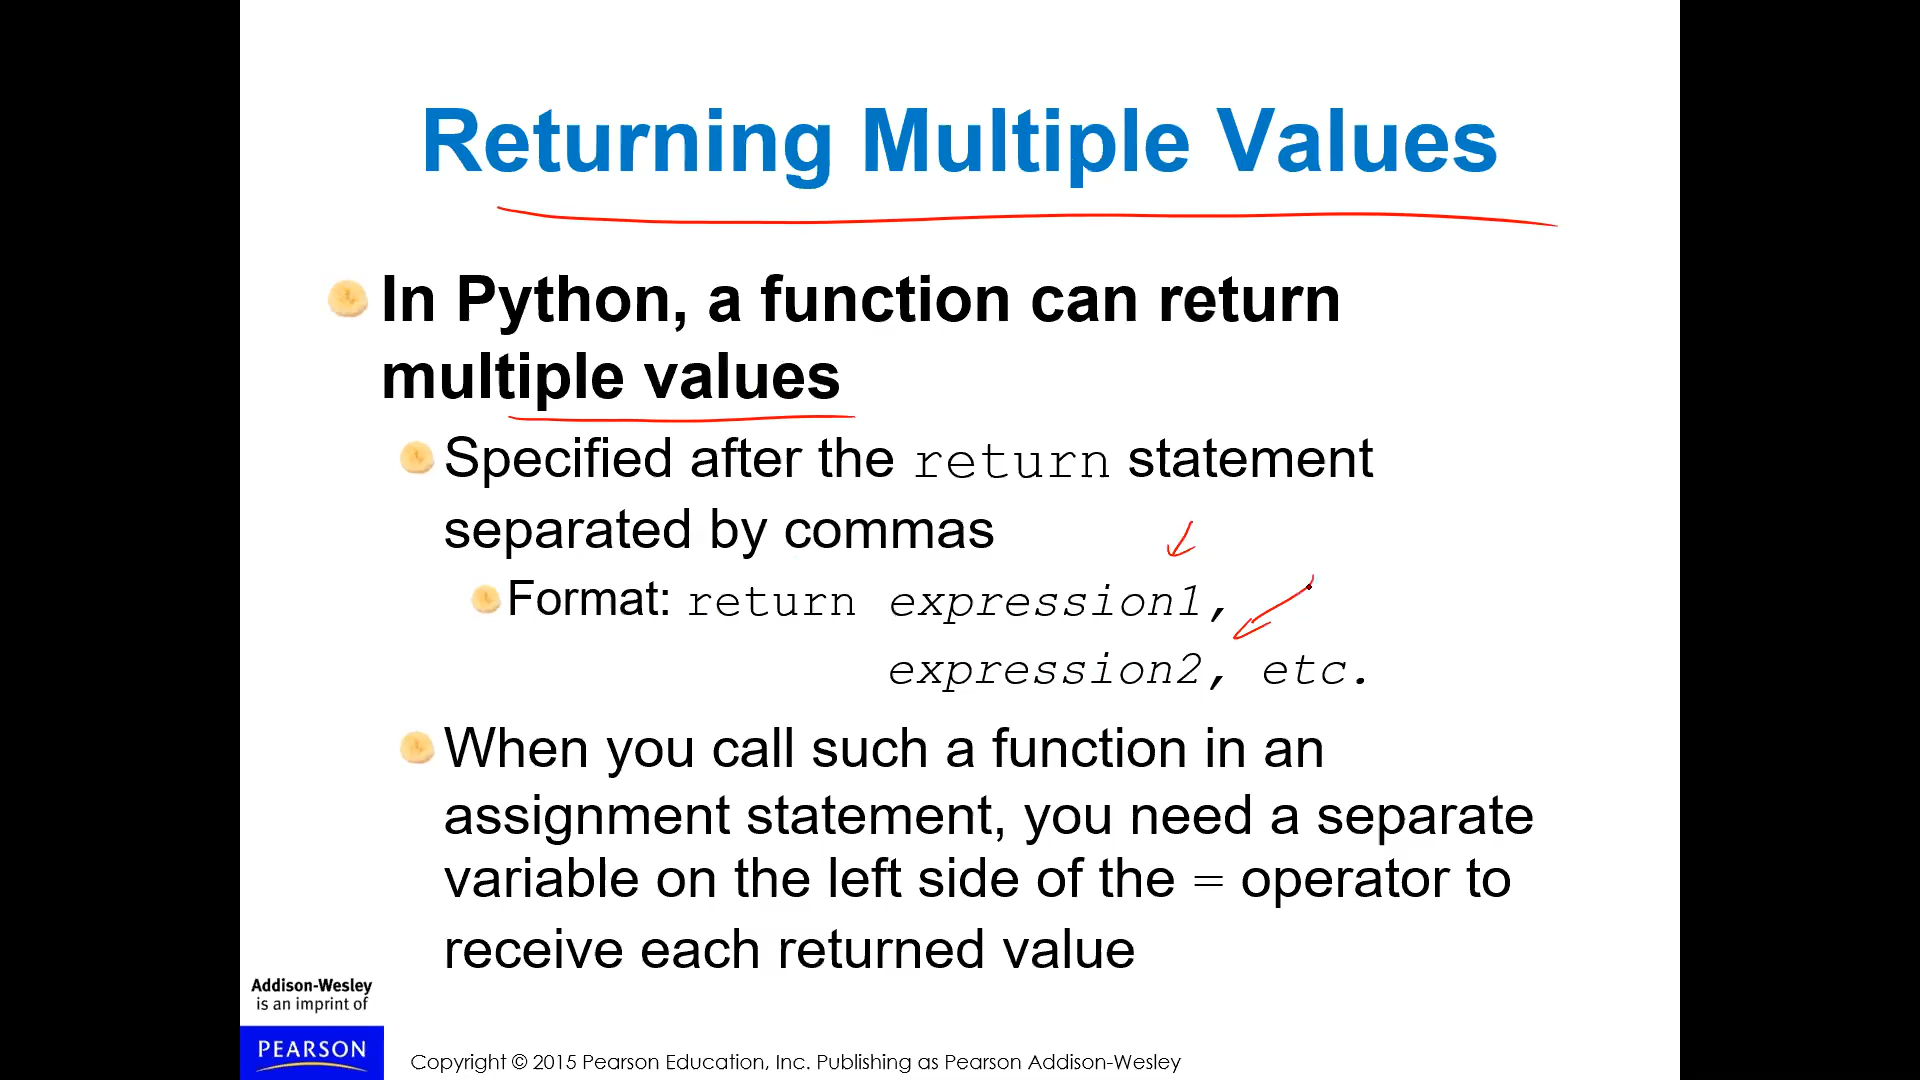 Returning Multiple Values
In Python, a function can return
multiple values
Specified after the return statement
separated by commas
Format: return expression1,
expression2, etc.
When you call such a function in an
assignment statement, you need a separate
variable on the left side of the = operator to
receive each returned value
Addison-Wesley
is an imprint of
PEARSON
Copyright © 2015 Pearson Education, Inc. Publishing as Pearson Addison-Wesley